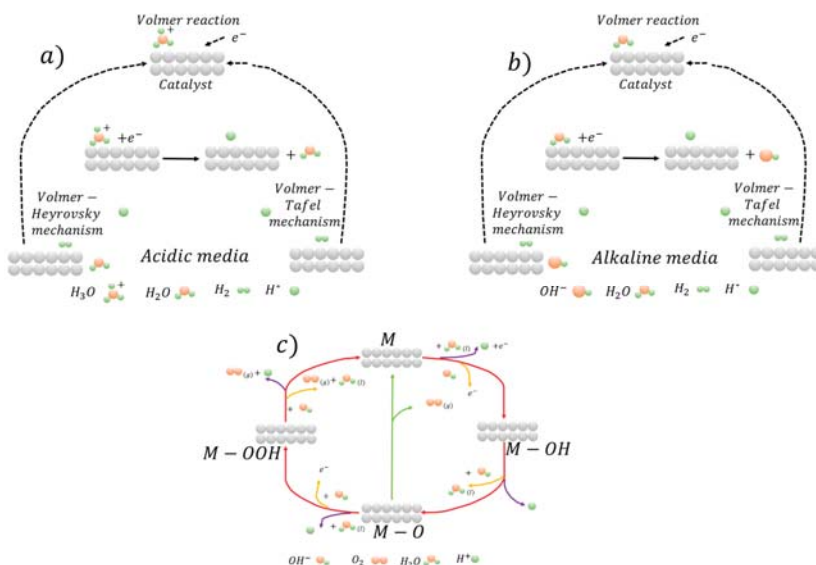 Volmer reaction
+
e⁻
a)
Catalyst
+
+e⁻
+
Volmer −
Heyrovsky
mechanism
Volmer −
Tafel
mechanism
Acidic media
H₃O + H₂O H₂ H˙
Volmer reaction
e⁻
b)
Catalyst
+e⁻
+
Volmer −
Heyrovsky
mechanism
Volmer −
Tafel
mechanism
Alkaline media
OH⁻ H₂O H₂ H˙
c)
M
+ (l) +e⁻
(g) +
(g) + (l)
e⁻
+
(g)
M − OOH
M − OH
e⁻
+
+
(l)
+ (l)
M − O
OH⁻ O₂ H₂O H⁺